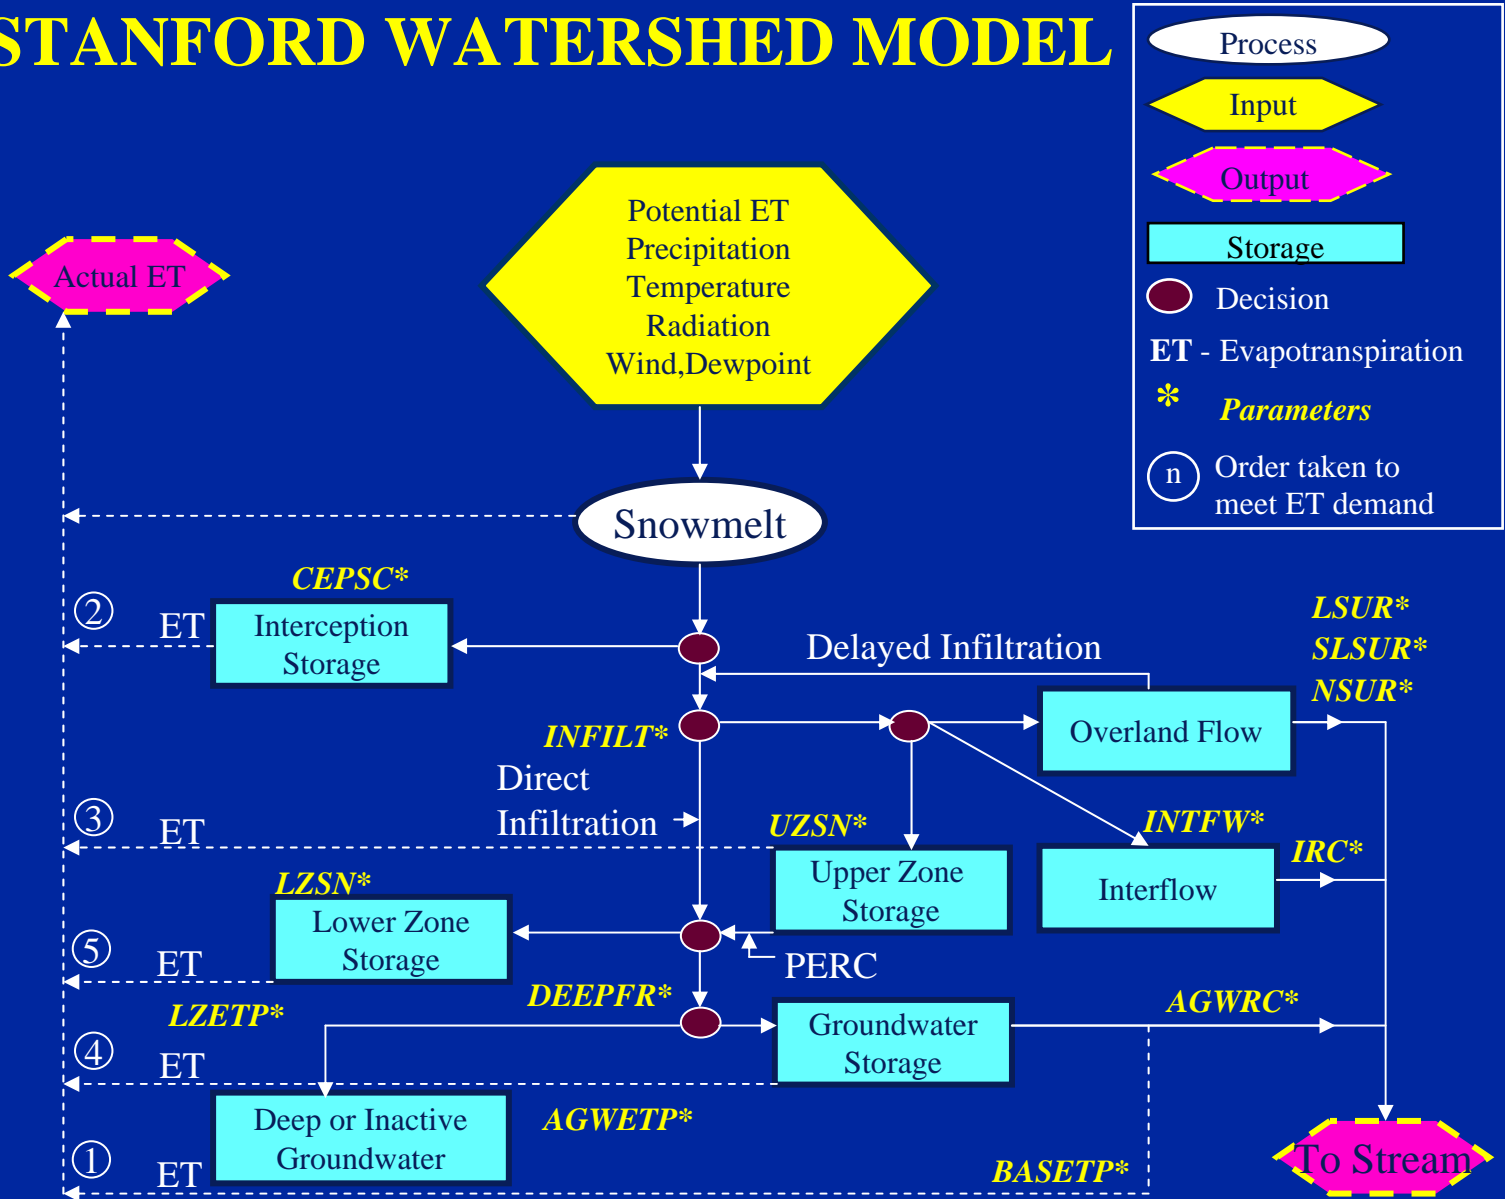 STANFORD WATERSHED MODEL
Process
Input
Output
Storage
Decision
ET - Evapotranspiration
* Parameters
n Order taken to
meet ET demand
Potential ET
Precipitation
Temperature
Radiation
Wind,Dewpoint
Actual ET
Snowmelt
CEPSC*
2 ET
Interception
Storage
Delayed Infiltration
LSUR*
SLSUR*
NSUR*
INFILT*
Overland Flow
Direct
Infiltration
3 ET
UZSN*
INTFW*
IRC*
Upper Zone
Storage
Interflow
LZSN*
Lower Zone
Storage
5 ET
PERC
LZETP*
DEEPFR*
AGWRC*
Groundwater
Storage
4 ET
Deep or Inactive
Groundwater
AGWETP*
1 ET
BASETP*
To Stream